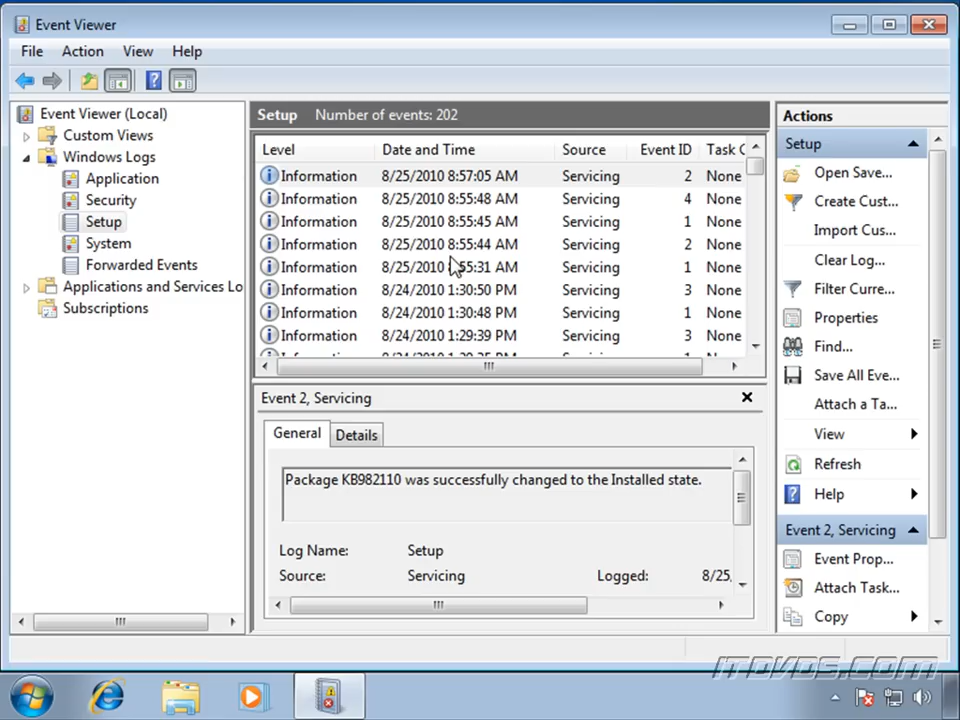 Event Viewer
File Action View Help
Event Viewer (Local)
Custom Views
Windows Logs
Application
Security
Setup
System
Forwarded Events
Applications and Services Lo
Subscriptions
Setup Number of events: 202
Level Date and Time Source Event ID Task C
Information 8/25/2010 8:57:05 AM Servicing 2 None
Information 8/25/2010 8:55:48 AM Servicing 4 None
Information 8/25/2010 8:55:45 AM Servicing 1 None
Information 8/25/2010 8:55:44 AM Servicing 2 None
Information 8/25/2010 8:55:31 AM Servicing 1 None
Information 8/24/2010 1:30:50 PM Servicing 3 None
Information 8/24/2010 1:30:48 PM Servicing 1 None
Information 8/24/2010 1:29:39 PM Servicing 3 None
Event 2, Servicing
General Details
Package KB982110 was successfully changed to the Installed state.
Log Name: Setup
Source: Servicing Logged: 8/25
Actions
Setup
Open Save...
Create Cust...
Import Cus...
Clear Log...
Filter Curre...
Properties
Find...
Save All Eve...
Attach a Ta...
View
Refresh
Help
Event 2, Servicing
Event Prop...
Attach Task...
Copy
ITDVDS.COM